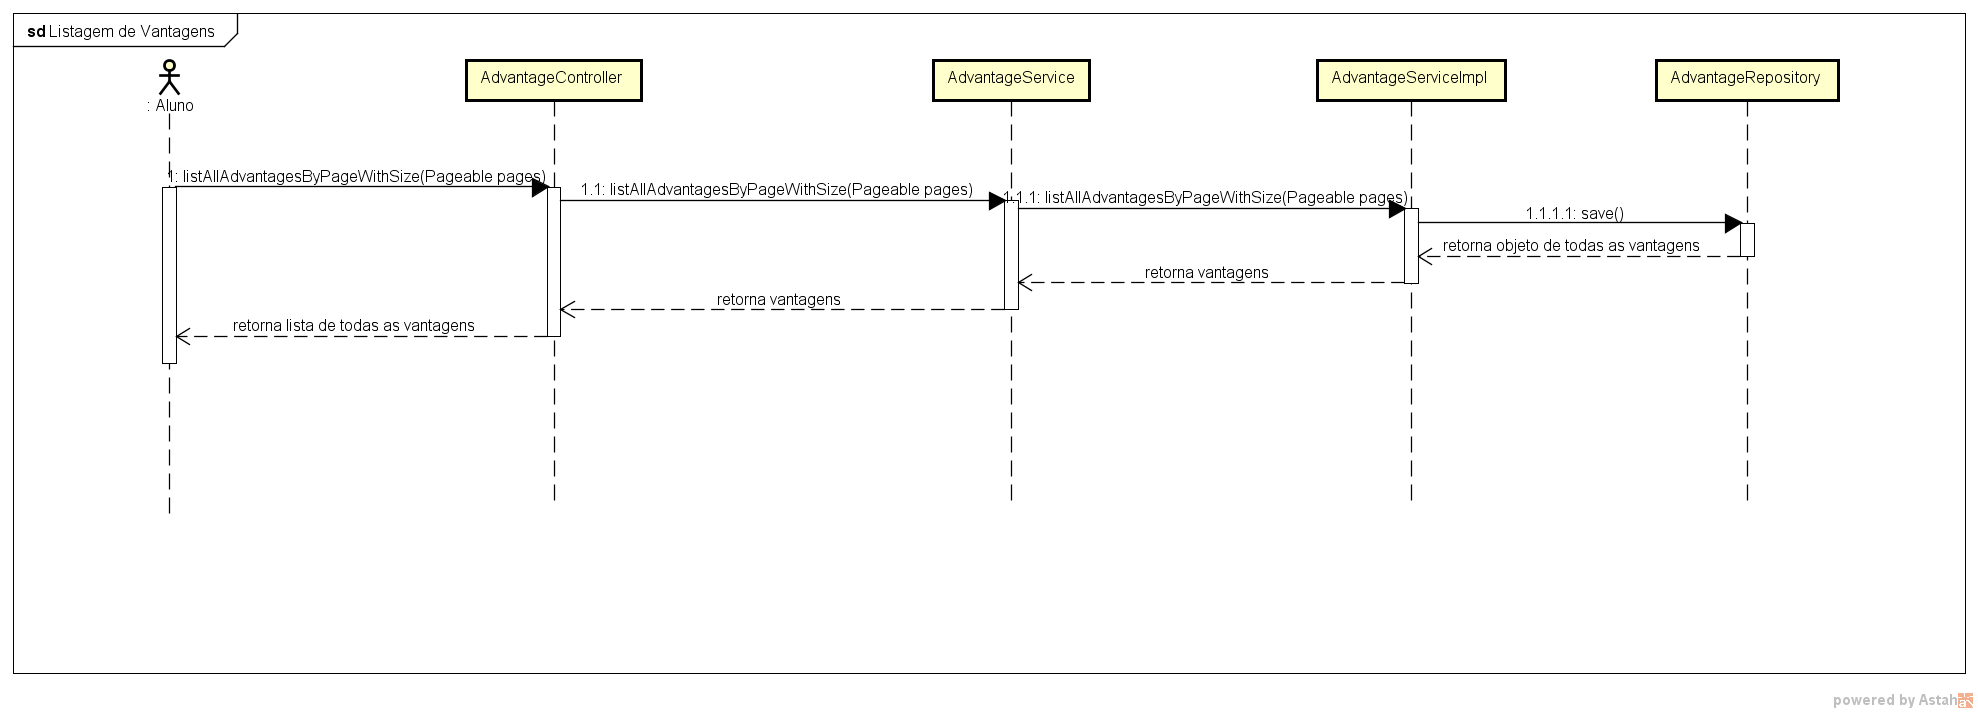 sd Listagem de Vantagens
: Aluno
AdvantageController
AdvantageService
AdvantageServiceImpl
AdvantageRepository
1: listAllAdvantagesByPageWithSize(Pageable pages)
1.1: listAllAdvantagesByPageWithSize(Pageable pages)
1.1.1: listAllAdvantagesByPageWithSize(Pageable pages)
1.1.1.1: save()
retorna objeto de todas as vantagens
retorna vantagens
retorna vantagens
retorna lista de todas as vantagens
powered by Astah